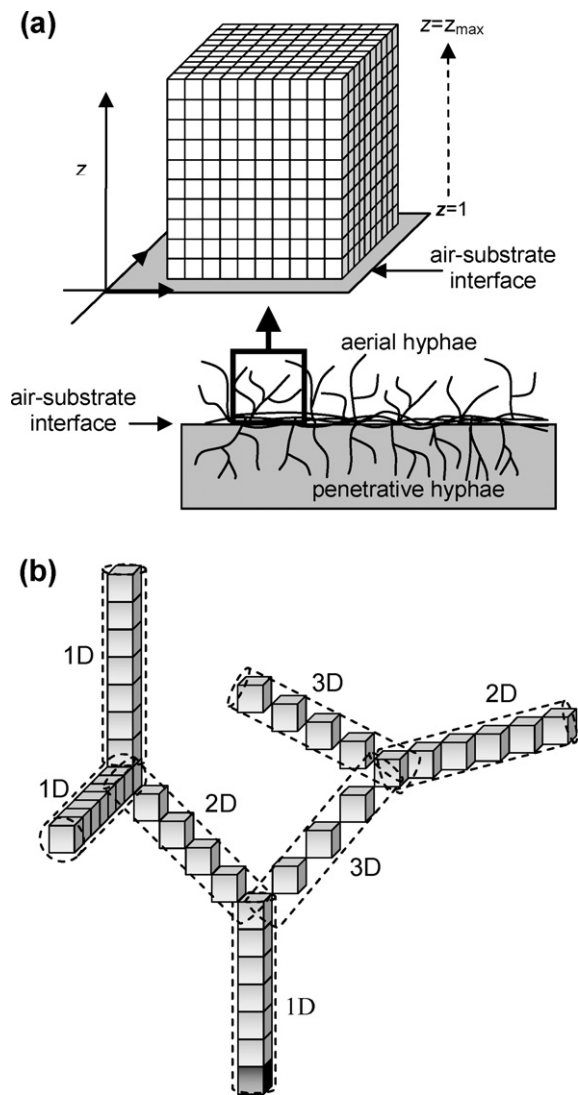 (a)
z=zmax
z
z=1
air-substrate
interface
aerial hyphae
air-substrate
interface
penetrative hyphae
(b)
1D
3D
2D
1D
2D
3D
1D